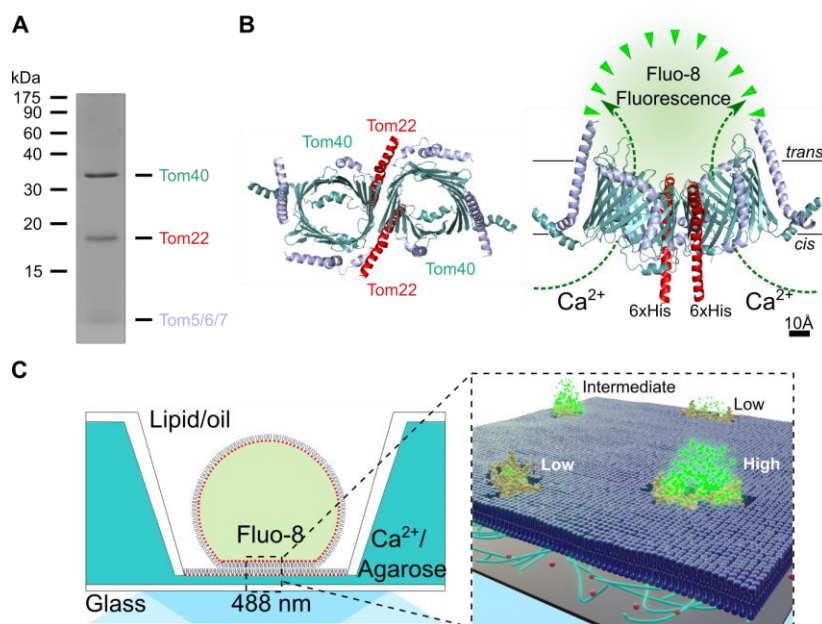 A
kDa
175
90
60
40
30
20
15
Tom40
Tom22
Tom5/6/7
B
Tom22
Tom40
Tom40
Tom22
Fluo-8
Fluorescence
trans
cis
Ca²⁺
6xHis
6xHis
Ca²⁺
10Å
C
Lipid/oil
Fluo-8
Ca²⁺/
Agarose
Glass
488 nm
Intermediate
Low
Low
High